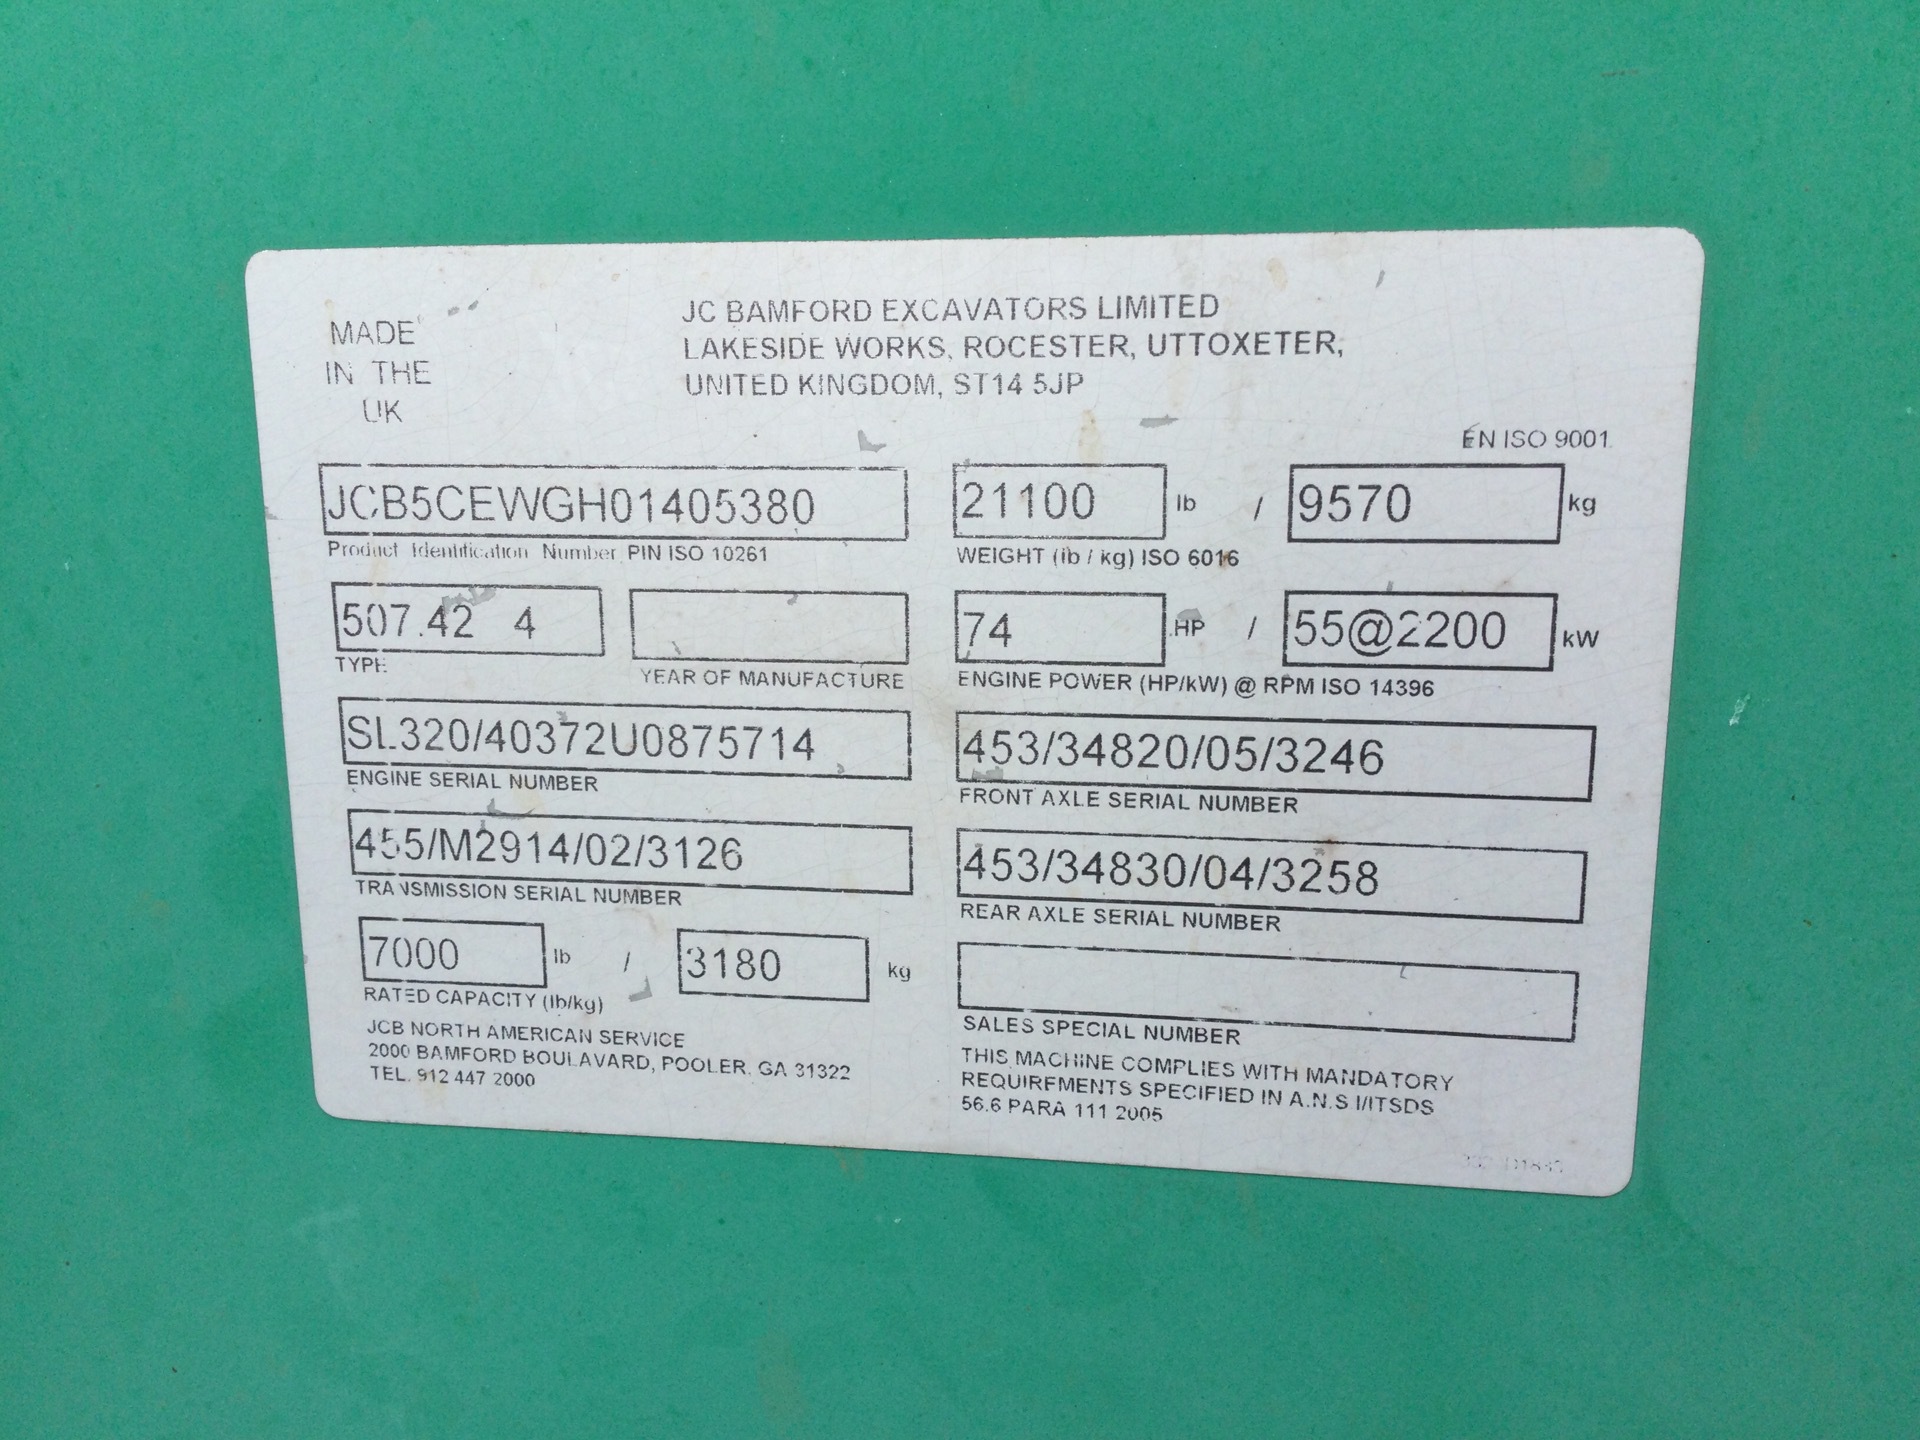 MADE
IN THE
UK
JC BAMFORD EXCAVATORS LIMITED
LAKESIDE WORKS, ROCESTER, UTTOXETER,
UNITED KINGDOM, ST14 5JP
EN ISO 9001
JCB5CEWGH01405380
Product Identification Number PIN ISO 10261
21100 lb / 9570 kg
WEIGHT (lb / kg) ISO 6016
507.42 4
TYPE
YEAR OF MANUFACTURE
74 HP / 55@2200 kW
ENGINE POWER (HP/kW) @ RPM ISO 14396
SL320/40372U0875714
ENGINE SERIAL NUMBER
453/34820/05/3246
FRONT AXLE SERIAL NUMBER
455/M2914/02/3126
TRANSMISSION SERIAL NUMBER
453/34830/04/3258
REAR AXLE SERIAL NUMBER
7000 lb / 3180 kg
RATED CAPACITY (lb/kg)
SALES SPECIAL NUMBER
JCB NORTH AMERICAN SERVICE
2000 BAMFORD BOULAVARD, POOLER, GA 31322
TEL. 912 447 2000
THIS MACHINE COMPLIES WITH MANDATORY
REQUIREMENTS SPECIFIED IN A.N.S I/ITSDS
56.6 PARA 111 2005